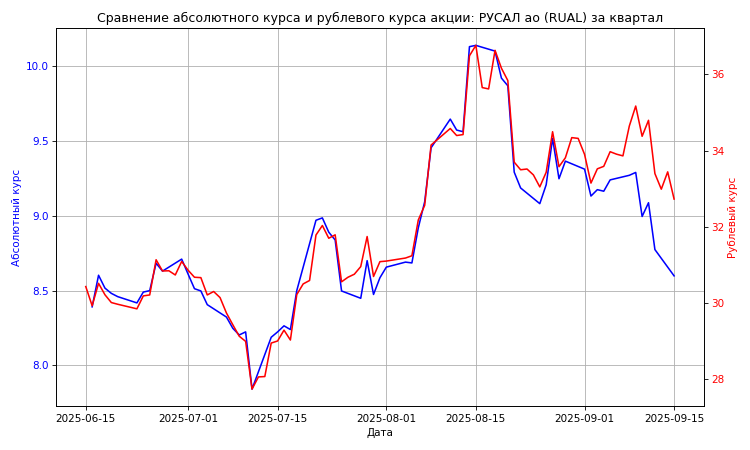 Сравнение абсолютного курса и рублевого курса акции: РУСАЛ ао (RUAL) за квартал
10.0
9.5
9.0
8.5
8.0
Абсолютный курс
36
34
32
30
28
Рублевый курс
2025-06-15 2025-07-01 2025-07-15 2025-08-01 2025-08-15 2025-09-01 2025-09-15
Дата